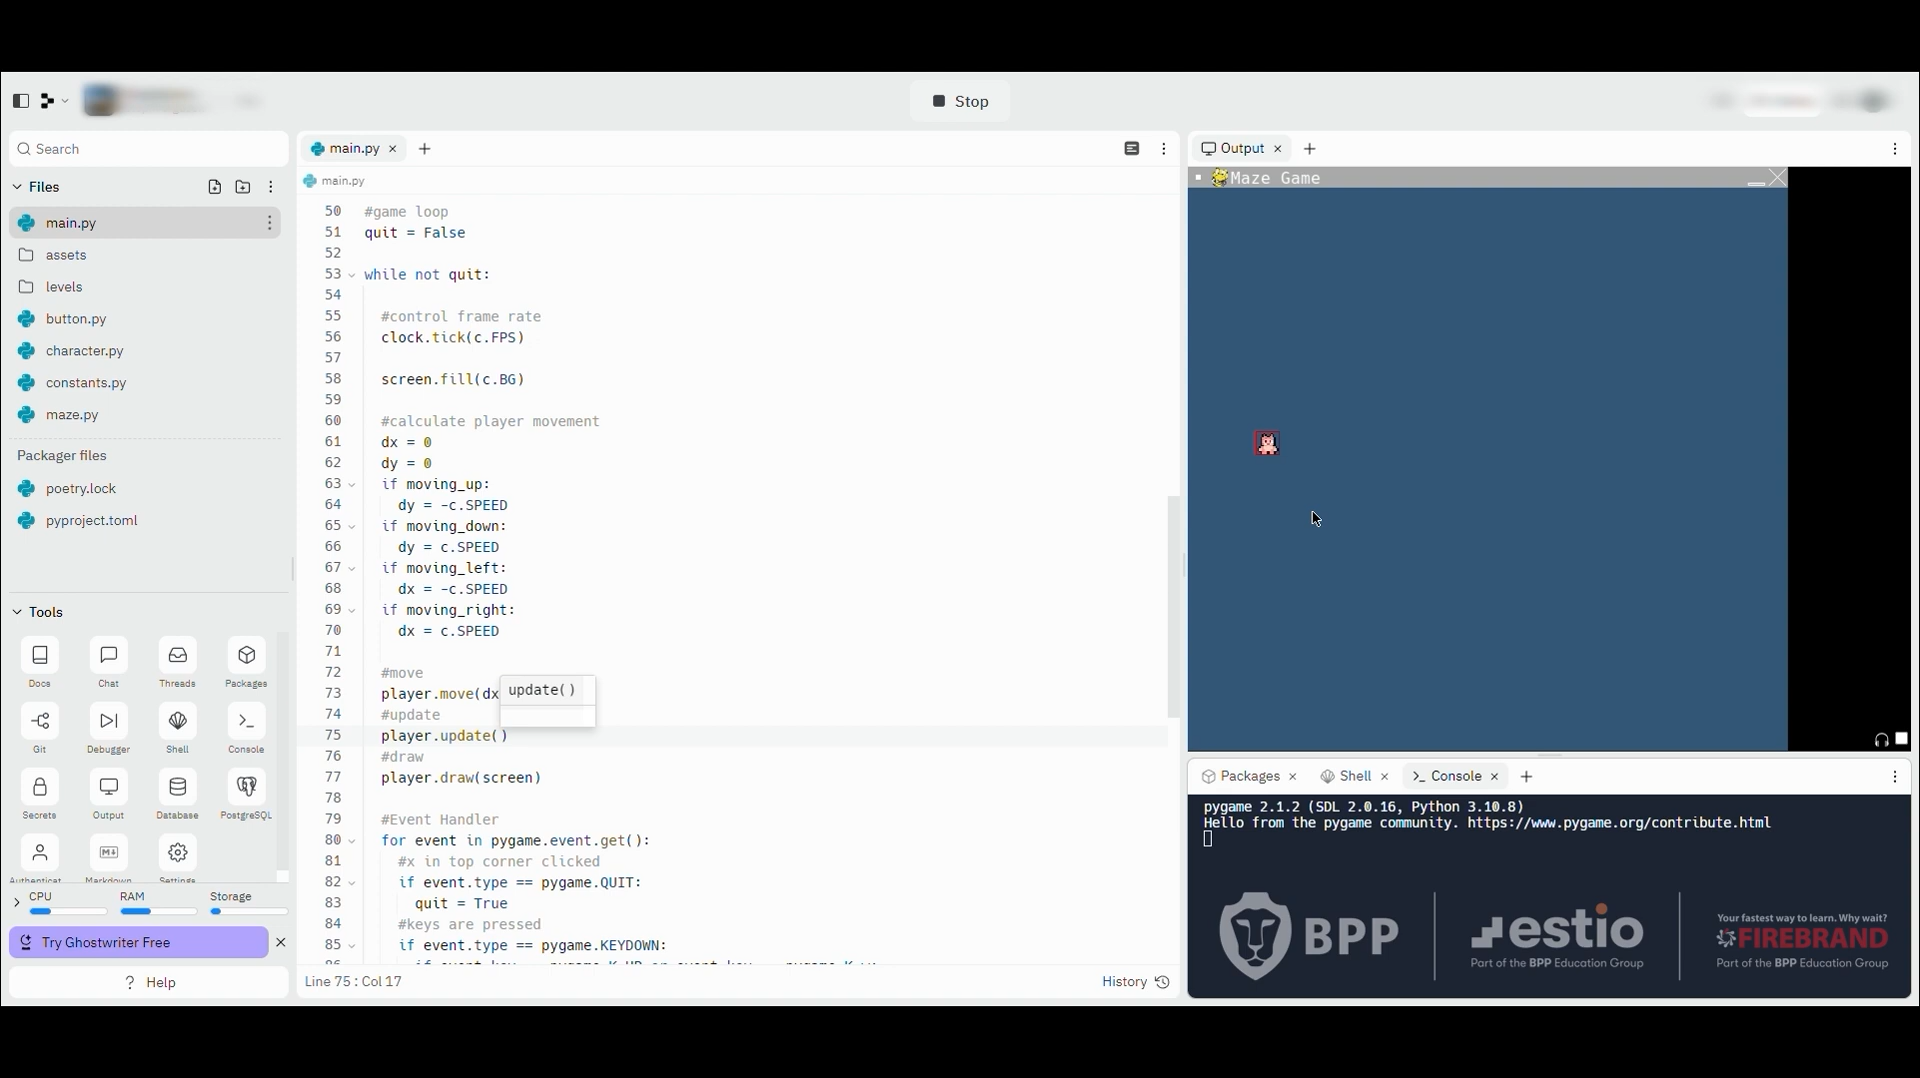 Stop
Search
Files
main.py
assets
levels
button.py
character.py
constants.py
maze.py
Packager files
poetry.lock
pyproject.toml
Tools
Docs Chat Threads Packages
Git Debugger Shell Console
Secrets Output Database PostgreSQL
Authenticat Markdown Settings
CPU RAM Storage
Try Ghostwriter Free
? Help
main.py
main.py
50 #game loop
51 quit = False
52
53 while not quit:
54
55 #control frame rate
56 clock.tick(c.FPS)
57
58 screen.fill(c.BG)
59
60 #calculate player movement
61 dx = 0
62 dy = 0
63 if moving_up:
64 dy = -c.SPEED
65 if moving_down:
66 dy = c.SPEED
67 if moving_left:
68 dx = -c.SPEED
69 if moving_right:
70 dx = c.SPEED
71
72 #move
73 player.move(dx
update()
74 #update
75 player.update()
76 #draw
77 player.draw(screen)
78
79 #Event Handler
80 for event in pygame.event.get():
81 #x in top corner clicked
82 if event.type == pygame.QUIT:
83 quit = True
84 #keys are pressed
85 if event.type == pygame.KEYDOWN:
Line 75 : Col 17
History
Output
Maze Game
Packages Shell Console
pygame 2.1.2 (SDL 2.0.16, Python 3.10.8)
Hello from the pygame community. https://www.pygame.org/contribute.html
BPP
estio
Part of the BPP Education Group
Your fastest way to learn. Why wait?
FIREBRAND
Part of the BPP Education Group